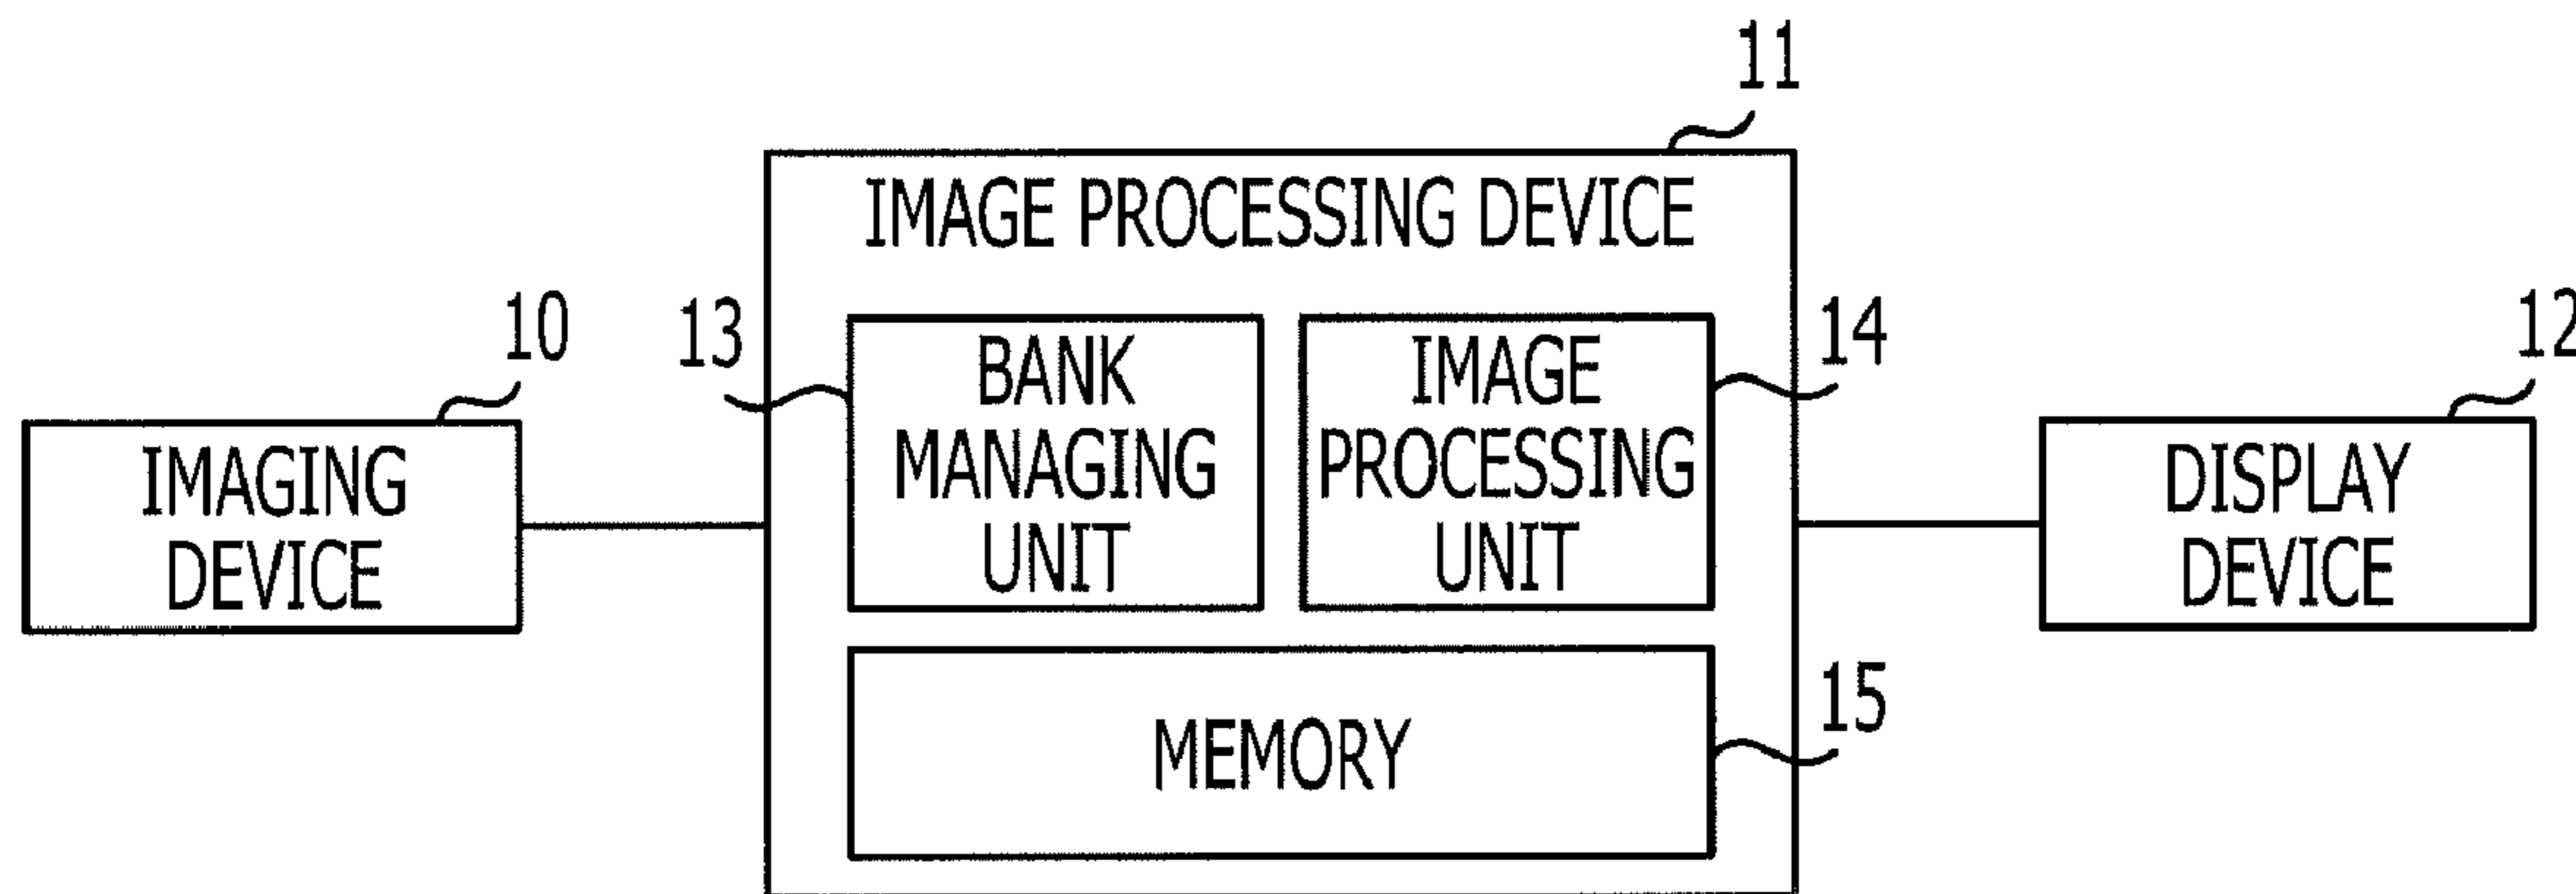 11
IMAGE PROCESSING DEVICE
10
13
14
12
BANK
MANAGING
UNIT
IMAGE
PROCESSING
UNIT
IMAGING
DEVICE
DISPLAY
DEVICE
15
MEMORY